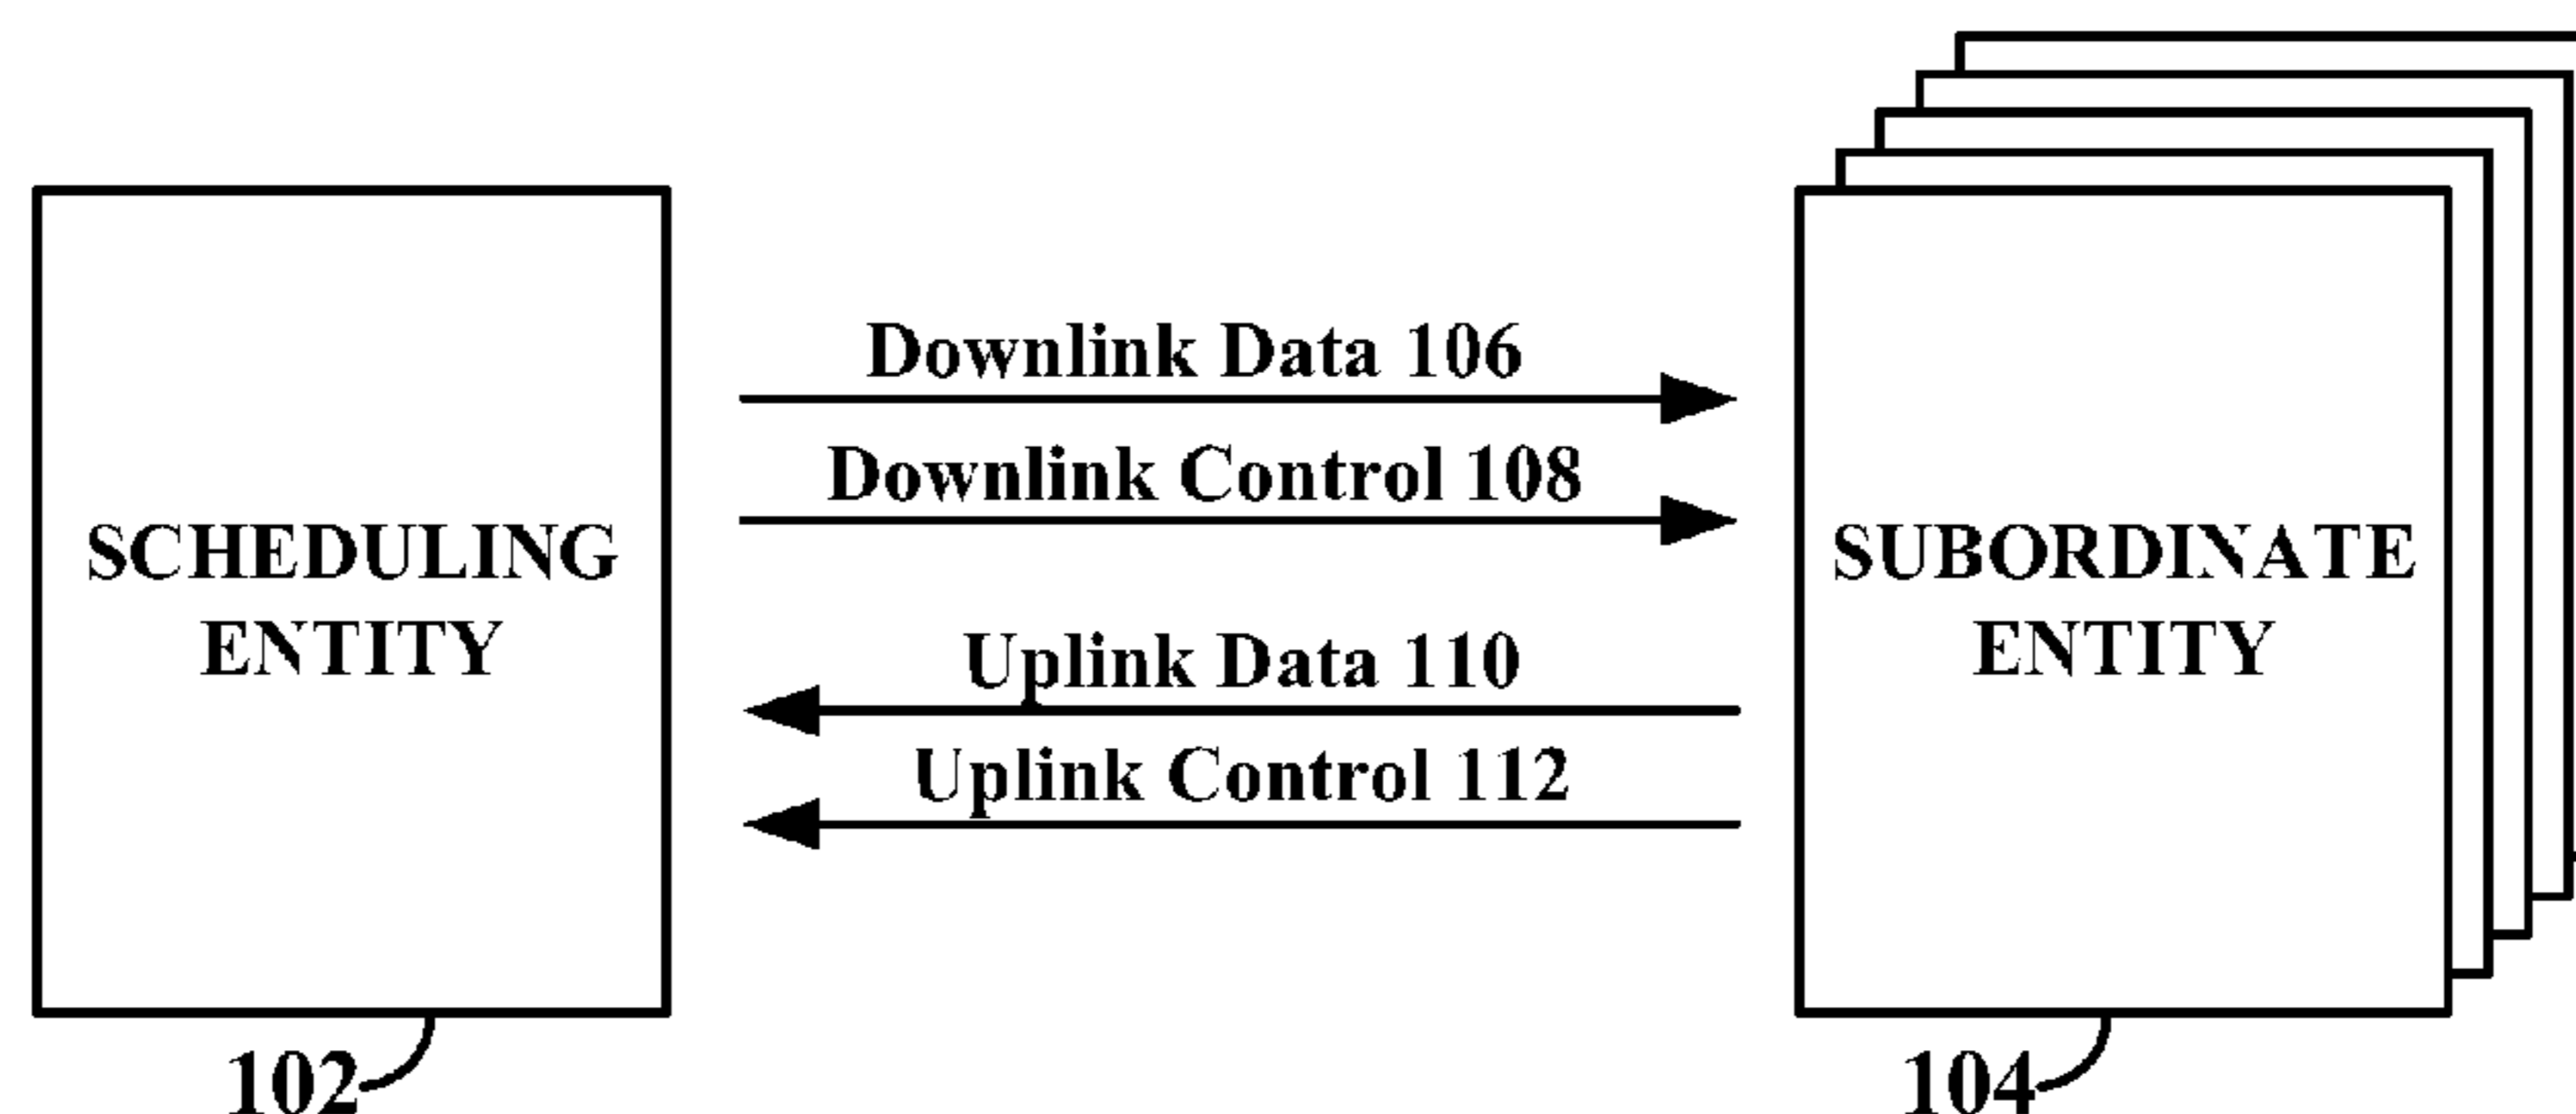 Downlink Data 106
Downlink Control 108
SCHEDULING
ENTITY
SUBORDINATE
ENTITY
Uplink Data 110
Uplink Control 112
102
104